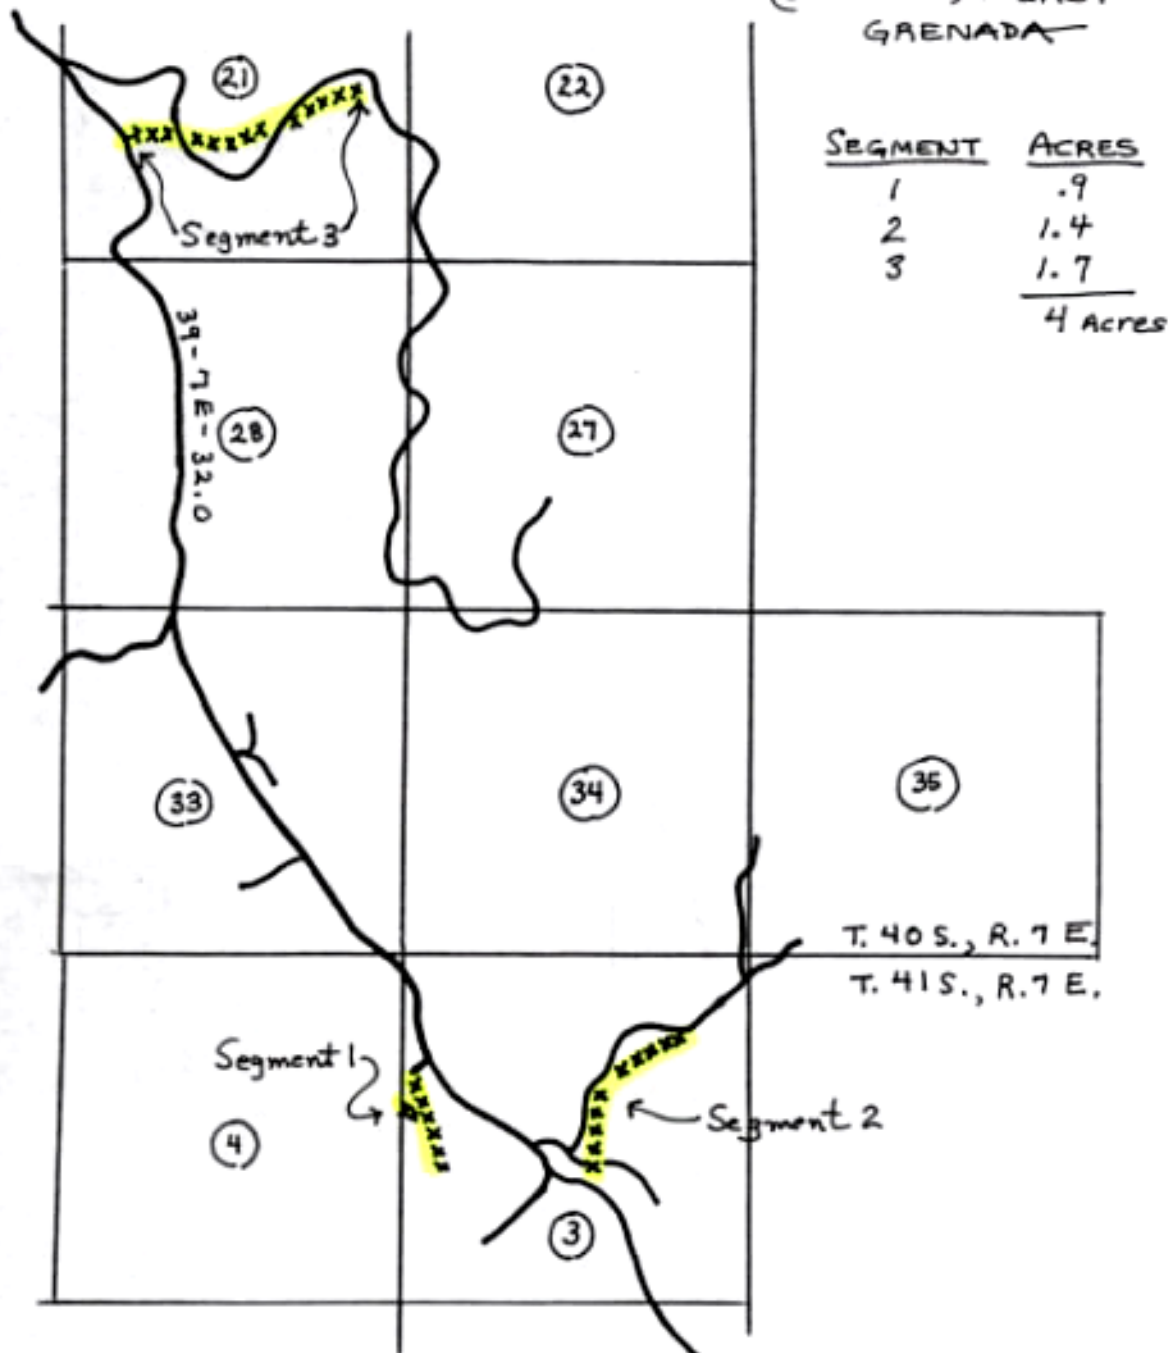 GRENADA
21
22
SEGMENT ACRES
1 .9
2 1.4
3 1.7
4 Acres
Segment 3
39-7E-32.0
28
27
33
34
35
T. 40 S., R. 7 E.
T. 41 S., R. 7 E.
Segment 1
Segment 2
4
3